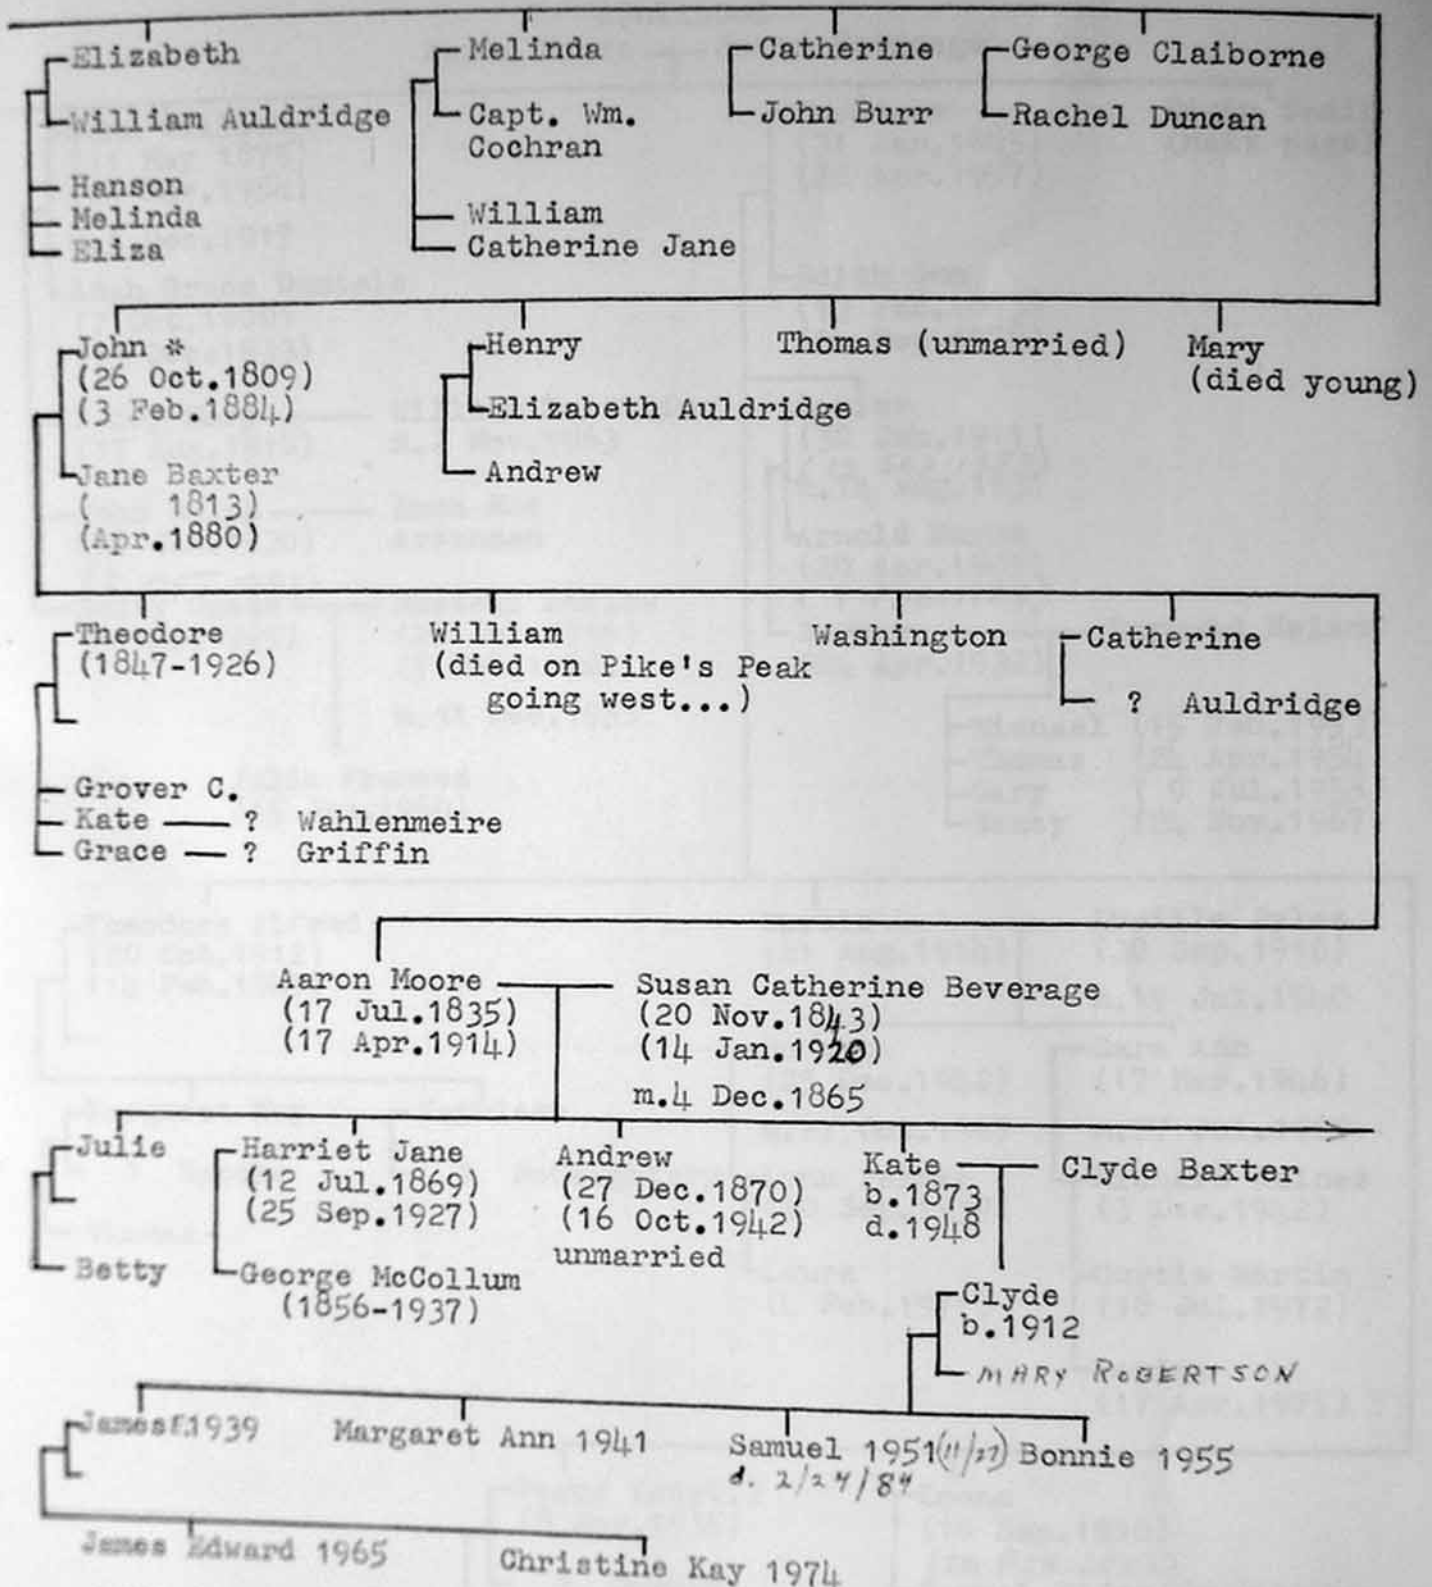 Elizabeth
William Auldridge
Hanson
Melinda
Eliza
Melinda
Capt. Wm.
Cochran
William
Catherine Jane
Catherine
John Burr
George Claiborne
Rachel Duncan
John *
(26 Oct.1809)
(3 Feb.1884)
Jane Baxter
( 1813)
(Apr.1880)
Henry
Elizabeth Auldridge
Andrew
Thomas (unmarried)
Mary
(died young)
Theodore
(1847-1926)
Grover C.
Kate — ? Wahlenmeire
Grace — ? Griffin
William
(died on Pike's Peak
going west...)
Washington
Catherine
? Auldridge
Aaron Moore
(17 Jul.1835)
(17 Apr.1914)
Susan Catherine Beverage
(20 Nov.1843)
(14 Jan.1920)
m.4 Dec.1865
Julie
Betty
Harriet Jane
(12 Jul.1869)
(25 Sep.1927)
George McCollum
(1856-1937)
Andrew
(27 Dec.1870)
(16 Oct.1942)
unmarried
Kate
b.1873
d.1948
Clyde Baxter
Clyde
b.1912
MARY ROBERTSON
James 1939
Margaret Ann 1941
Samuel 1951 (11/27)
d. 2/24/84
Bonnie 1955
James Edward 1965
Christine Kay 1974